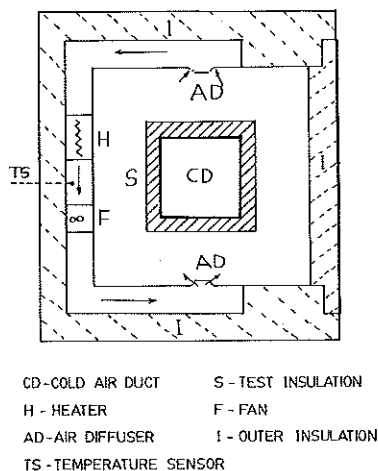 I
AD
H
TS
S
CD
I
F
AD
I
CD-COLD AIR DUCT S - TEST INSULATION
H - HEATER F - FAN
AD-AIR DIFFUSER I - OUTER INSULATION
TS - TEMPERATURE SENSOR